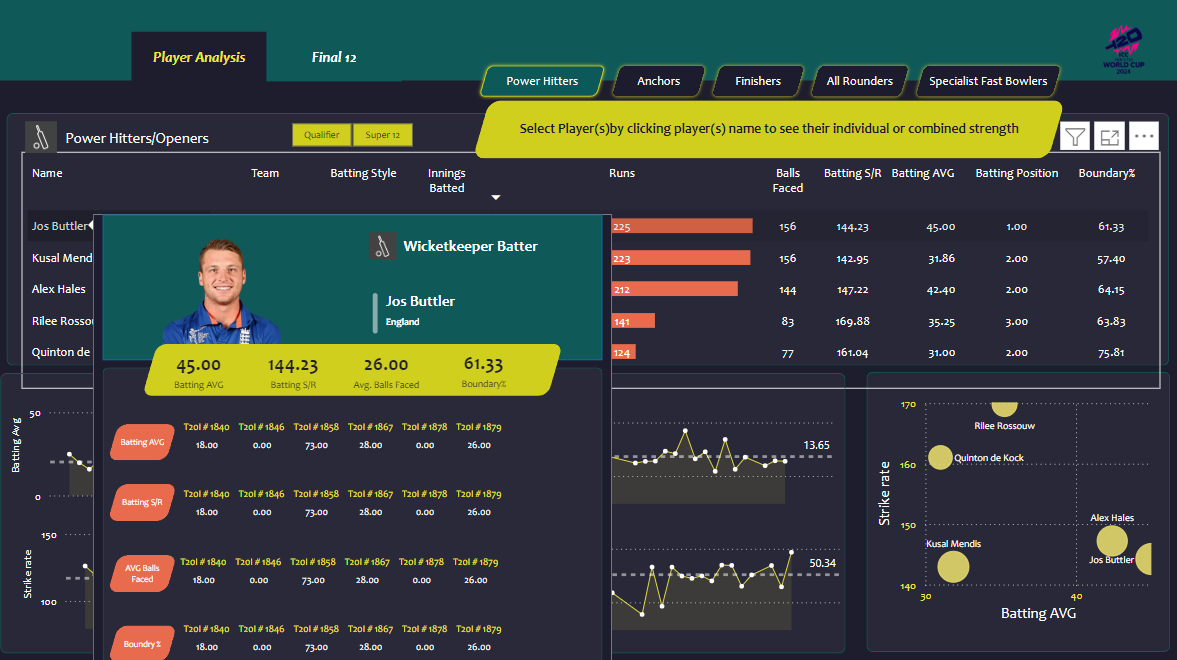 Player Analysis
Final 12
WORLD CUP
2024
Power Hitters
Anchors
Finishers
All Rounders
Specialist Fast Bowlers
Select Player(s)by clicking player(s) name to see their individual or combined strength
Power Hitters/Openers
Qualifier
Super 12
Name
Team
Batting Style
Innings
Batted
Runs
Balls
Faced
Batting S/R
Batting AVG
Batting Position
Boundary%
Jos Buttler
225
156
144.23
45.00
1.00
61.33
Kusal Mendi
223
156
142.95
31.86
2.00
57.40
Alex Hales
212
144
147.22
42.40
2.00
64.15
Rilee Rossou
141
83
169.88
35.25
3.00
63.83
Quinton de
124
77
161.04
31.00
2.00
75.81
Wicketkeeper Batter
Jos Buttler
England
45.00
144.23
26.00
61.33
Batting AVG
Batting S/R
Avg. Balls Faced
Boundary%
Batting AVG
T20I # 1840 T20I # 1846 T20I # 1858 T20I # 1867 T20I # 1878 T20I # 1879
18.00 0.00 73.00 28.00 0.00 26.00
Batting S/R
T20I # 1840 T20I # 1846 T20I # 1858 T20I # 1867 T20I # 1878 T20I # 1879
18.00 0.00 73.00 28.00 0.00 26.00
AVG Balls
Faced
T20I # 1840 T20I # 1846 T20I # 1858 T20I # 1867 T20I # 1878 T20I # 1879
18.00 0.00 73.00 28.00 0.00 26.00
Boundry %
T20I # 1840 T20I # 1846 T20I # 1858 T20I # 1867 T20I # 1878 T20I # 1879
18.00 0.00 73.00 28.00 0.00 26.00
Batting Avg
50
0
13.65
Strike rate
150
100
50.34
Strike rate
170
160
150
140
30
40
Batting AVG
Rilee Rossouw
Quinton de Kock
Alex Hales
Kusal Mendis
Jos Buttler